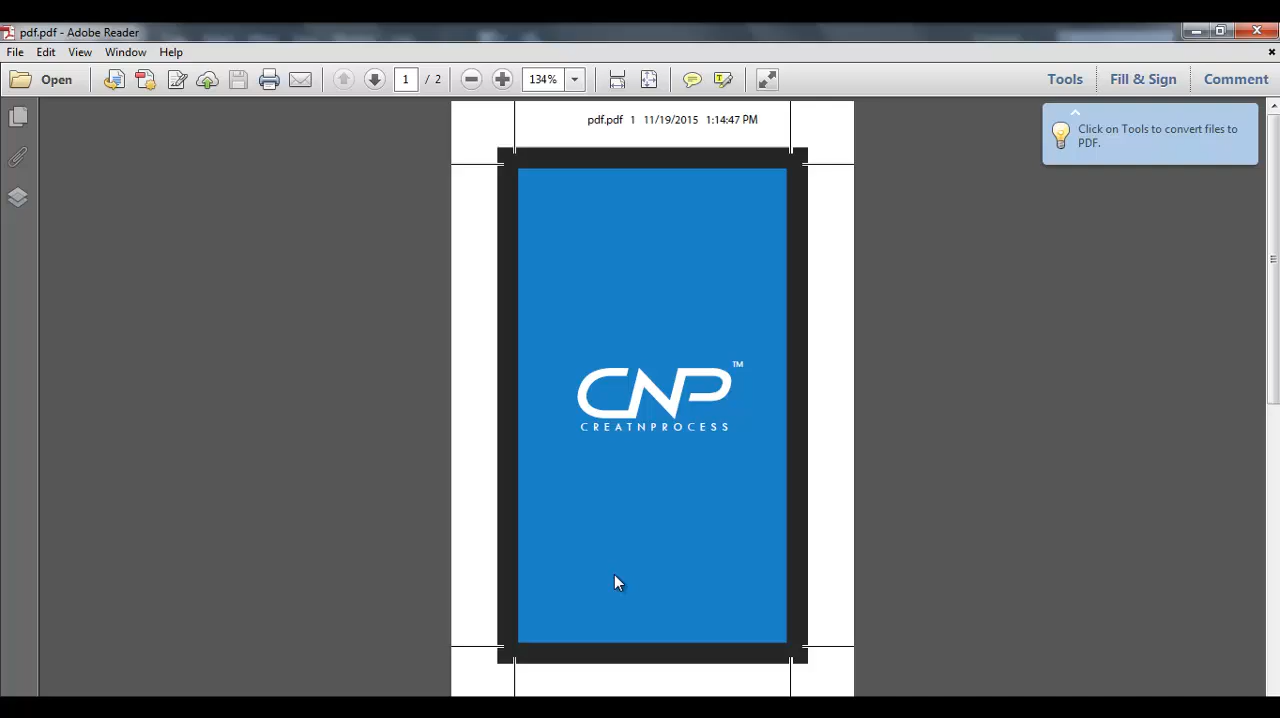 pdf.pdf - Adobe Reader
File Edit View Window Help
Open 1 / 2 134% Tools Fill & Sign Comment
pdf.pdf 1 11/19/2015 1:14:47 PM
Click on Tools to convert files to
PDF.
CNP™
CREATNPROCESS